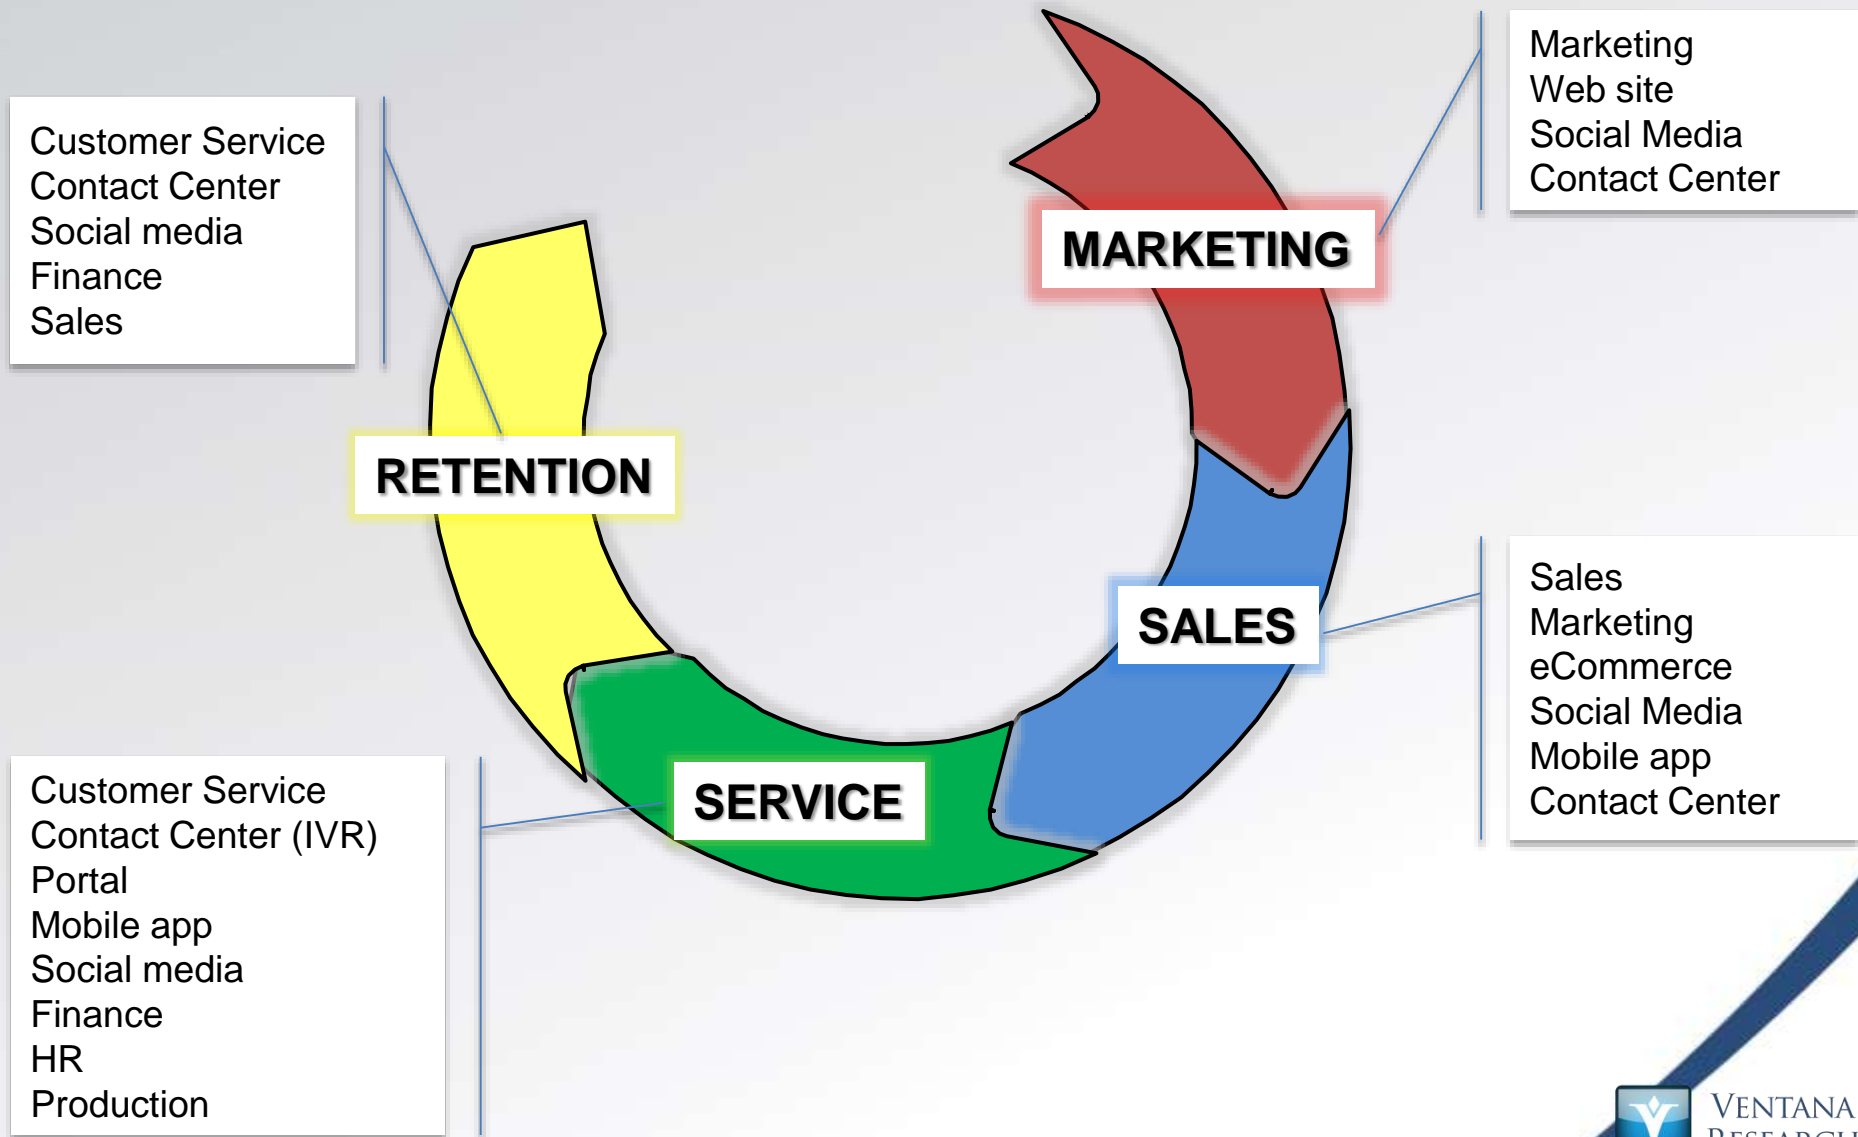 Marketing
Web site
Social Media
Contact Center
Customer Service
Contact Center
Social media
Finance
Sales
MARKETING
RETENTION
SALES
Sales
Marketing
eCommerce
Social Media
Mobile app
Contact Center
SERVICE
Customer Service
Contact Center (IVR)
Portal
Mobile app
Social media
Finance
HR
Production
VENTANA
RESEARCH